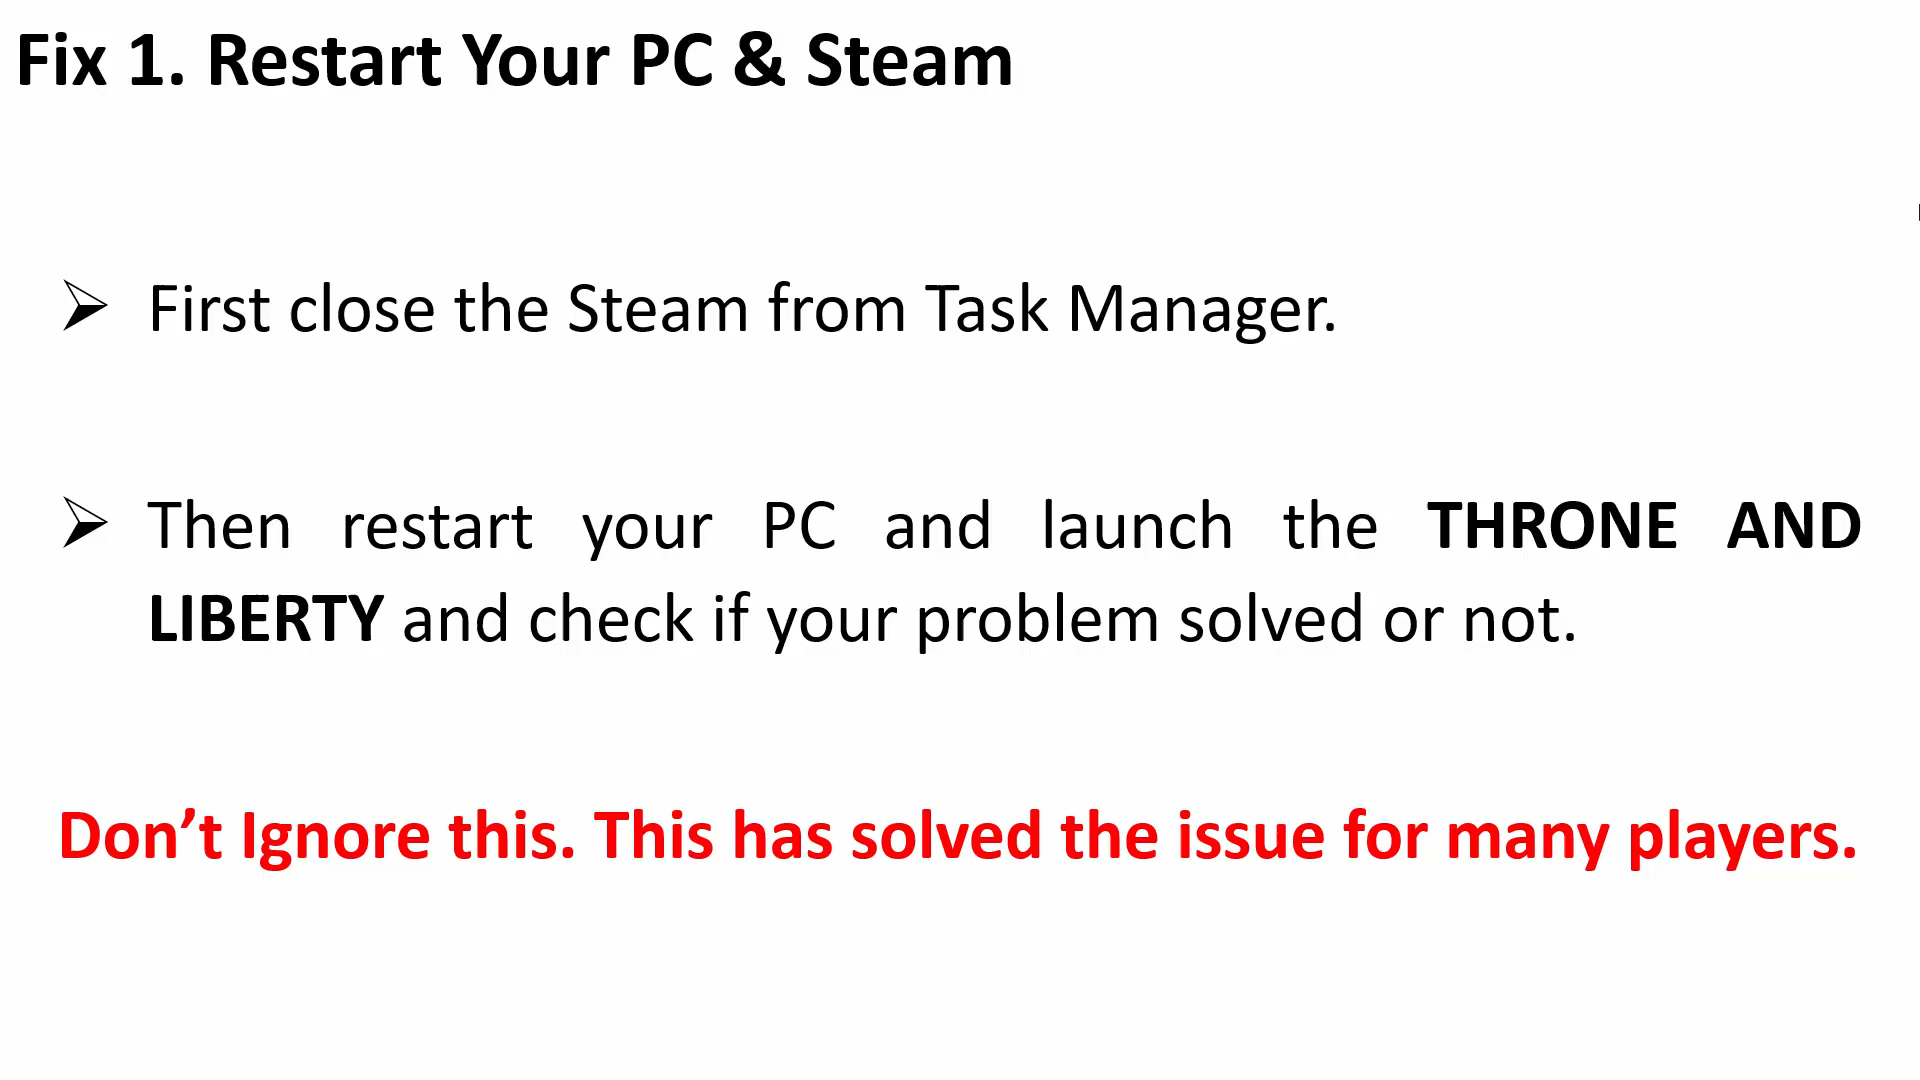 Fix 1. Restart Your PC & Steam
➢ First close the Steam from Task Manager.
➢ Then restart your PC and launch the THRONE AND
LIBERTY and check if your problem solved or not.
Don’t Ignore this. This has solved the issue for many players.